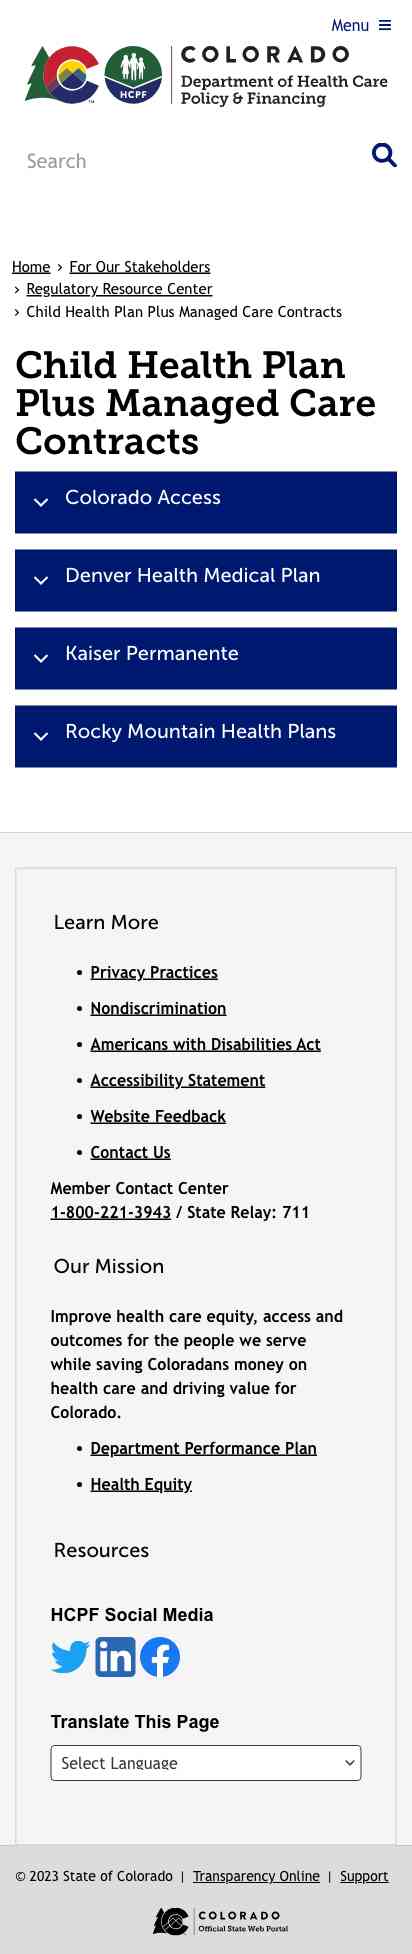 Menu
COLORADO
Department of Health Care
Policy & Financing
HCPF
TM
Search
Home › For Our Stakeholders
› Regulatory Resource Center
› Child Health Plan Plus Managed Care Contracts
Child Health Plan
Plus Managed Care
Contracts
Colorado Access
Denver Health Medical Plan
Kaiser Permanente
Rocky Mountain Health Plans
Learn More
• Privacy Practices
• Nondiscrimination
• Americans with Disabilities Act
• Accessibility Statement
• Website Feedback
• Contact Us
Member Contact Center
1-800-221-3943 / State Relay: 711
Our Mission
Improve health care equity, access and
outcomes for the people we serve
while saving Coloradans money on
health care and driving value for
Colorado.
• Department Performance Plan
• Health Equity
Resources
HCPF Social Media
in
Translate This Page
Select Language
© 2023 State of Colorado | Transparency Online | Support
COLORADO
Official State Web Portal